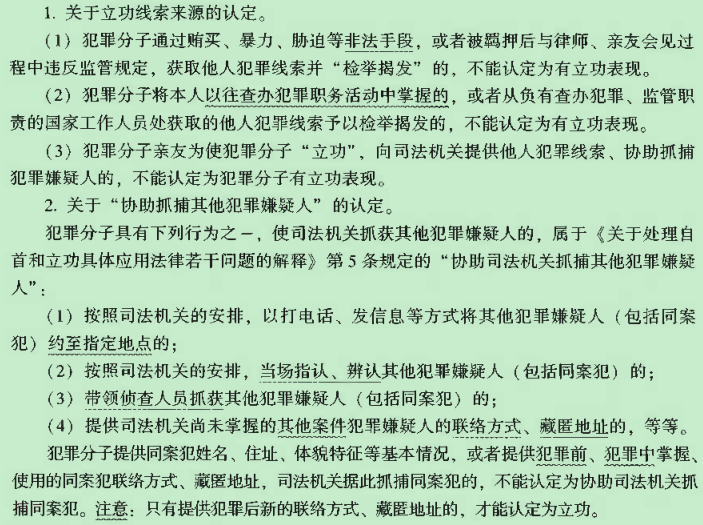 1. 关于立功线索来源的认定。
(1) 犯罪分子通过贿买、暴力、胁迫等非法手段，或者被羁押后与律师、亲友会见过
程中违反监管规定，获取他人犯罪线索并“检举揭发”的，不能认定为有立功表现。
(2) 犯罪分子将本人以往查办犯罪职务活动中掌握的，或者从负有查办犯罪、监管职
责的国家工作人员处获取的他人犯罪线索予以检举揭发的，不能认定为有立功表现。
(3) 犯罪分子亲友为使犯罪分子“立功”，向司法机关提供他人犯罪线索、协助抓捕
犯罪嫌疑人的，不能认定为犯罪分子有立功表现。
2. 关于“协助抓捕其他犯罪嫌疑人”的认定。
犯罪分子具有下列行为之一，使司法机关抓获其他犯罪嫌疑人的，属于《关于处理自
首和立功具体应用法律若干问题的解释》第5条规定的“协助司法机关抓捕其他犯罪嫌疑
人”：
(1) 按照司法机关的安排，以打电话、发信息等方式将其他犯罪嫌疑人（包括同案
犯）约至指定地点的；
(2) 按照司法机关的安排，当场指认、辨认其他犯罪嫌疑人（包括同案犯）的；
(3) 带领侦查人员抓获其他犯罪嫌疑人（包括同案犯）的；
(4) 提供司法机关尚未掌握的其他案件犯罪嫌疑人的联络方式、藏匿地址的，等等。
犯罪分子提供同案犯姓名、住址、体貌特征等基本情况，或者提供犯罪前、犯罪中掌握、
使用的同案犯联络方式、藏匿地址，司法机关据此抓捕同案犯的，不能认定为协助司法机关抓
捕同案犯。注意：只有提供犯罪后新的联络方式、藏匿地址的，才能认定为立功。